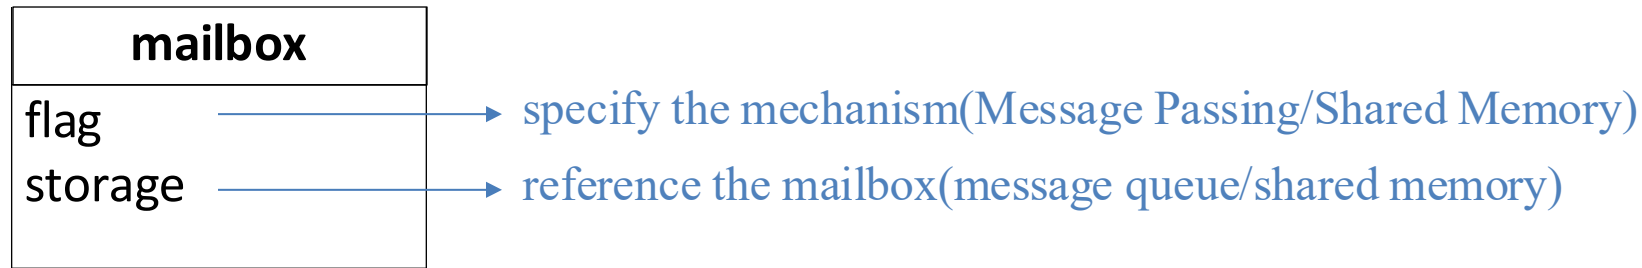 mailbox
flag
specify the mechanism(Message Passing/Shared Memory)
storage
reference the mailbox(message queue/shared memory)